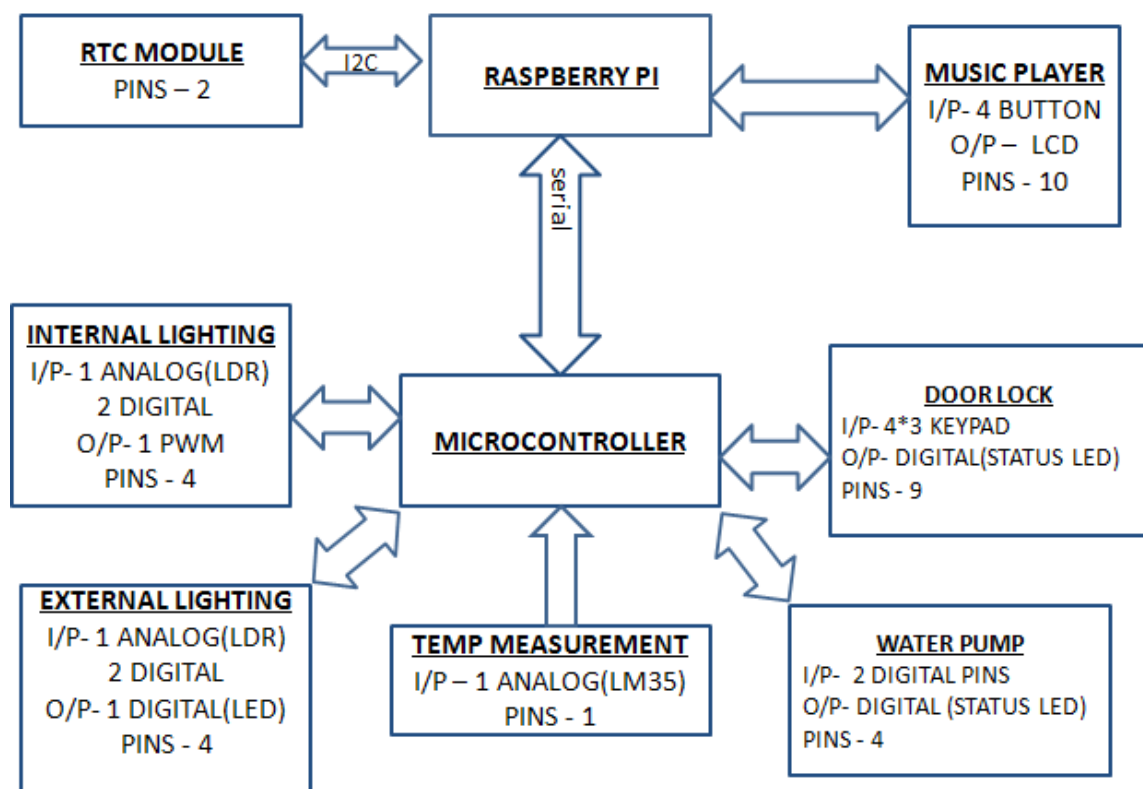 RTC MODULE
PINS – 2
I2C
RASPBERRY PI
MUSIC PLAYER
I/P- 4 BUTTON
O/P – LCD
PINS - 10
serial
INTERNAL LIGHTING
I/P- 1 ANALOG(LDR)
2 DIGITAL
O/P- 1 PWM
PINS - 4
MICROCONTROLLER
DOOR LOCK
I/P- 4*3 KEYPAD
O/P- DIGITAL(STATUS LED)
PINS - 9
EXTERNAL LIGHTING
I/P- 1 ANALOG(LDR)
2 DIGITAL
O/P- 1 DIGITAL(LED)
PINS - 4
TEMP MEASUREMENT
I/P – 1 ANALOG(LM35)
PINS - 1
WATER PUMP
I/P- 2 DIGITAL PINS
O/P- DIGITAL (STATUS LED)
PINS - 4